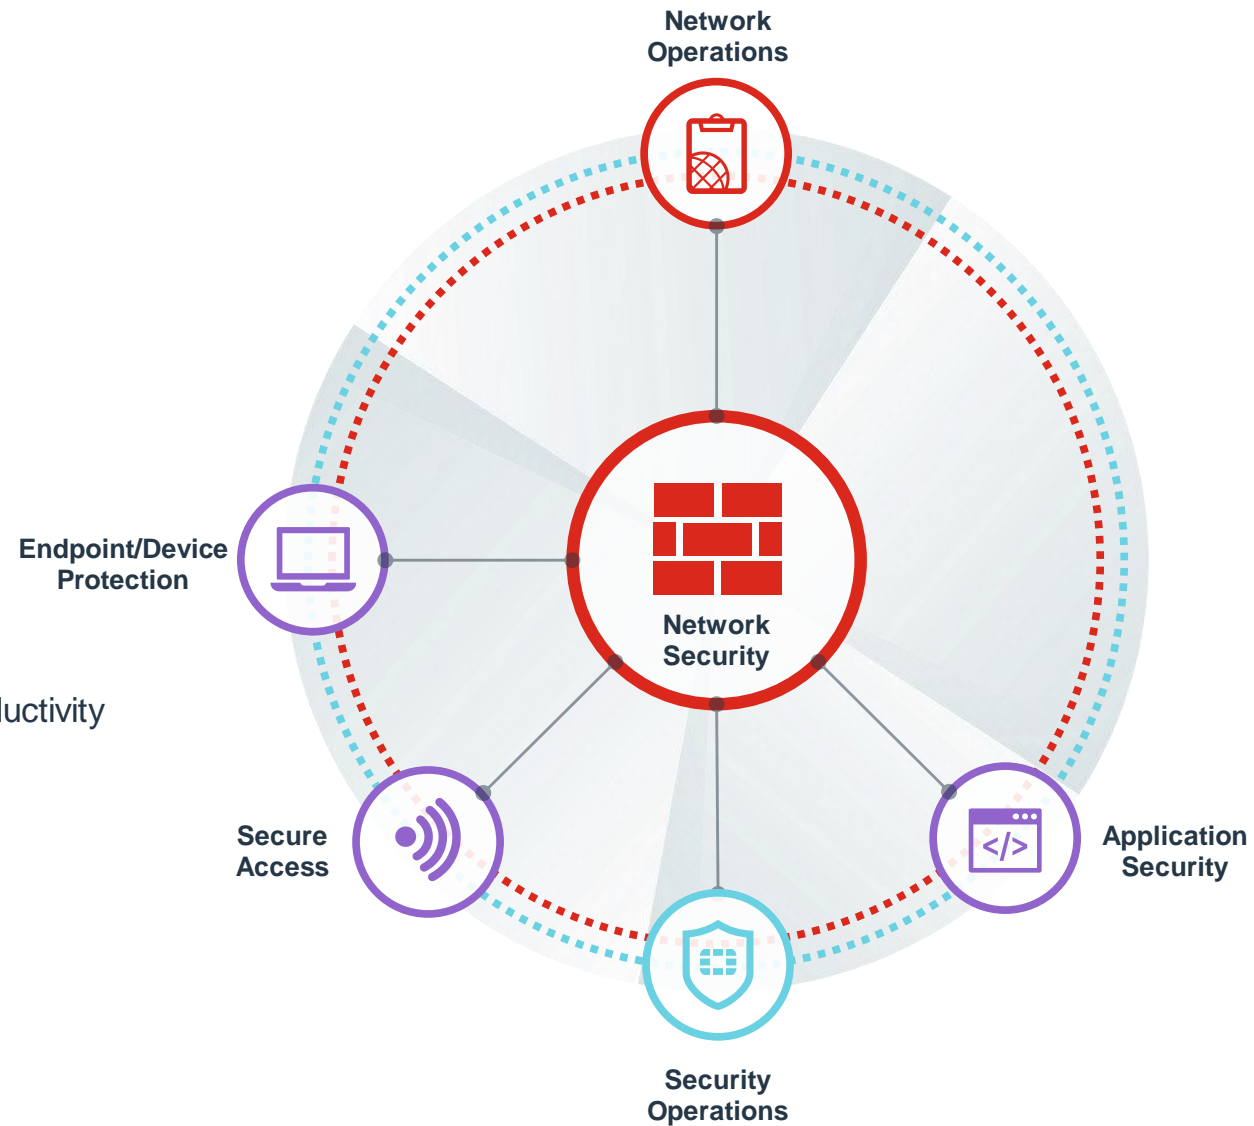 Network
Operations
Endpoint/Device
Protection
Network
Security
luctivity
Secure
Access
</>
Application
Security
Security
Operations